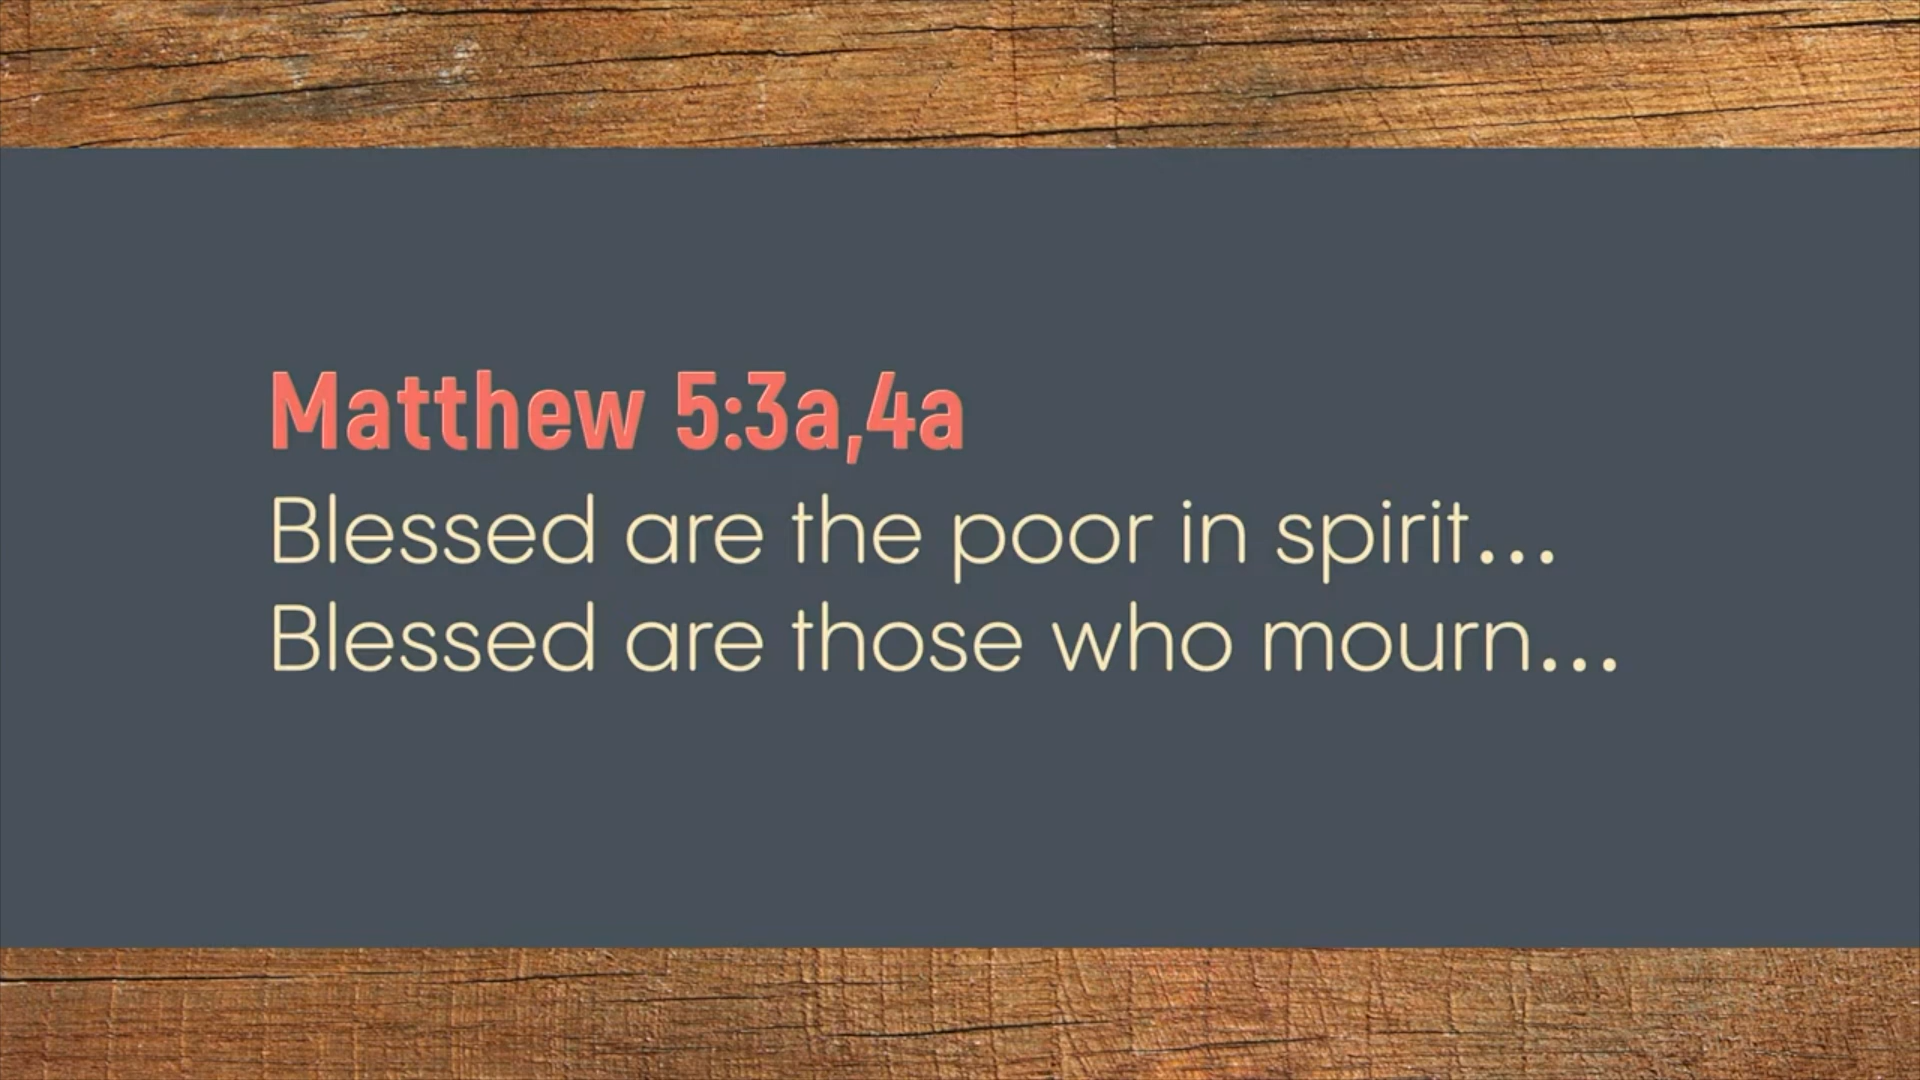 Matthew 5:3a,4a
Blessed are the poor in spirit...
Blessed are those who mourn...